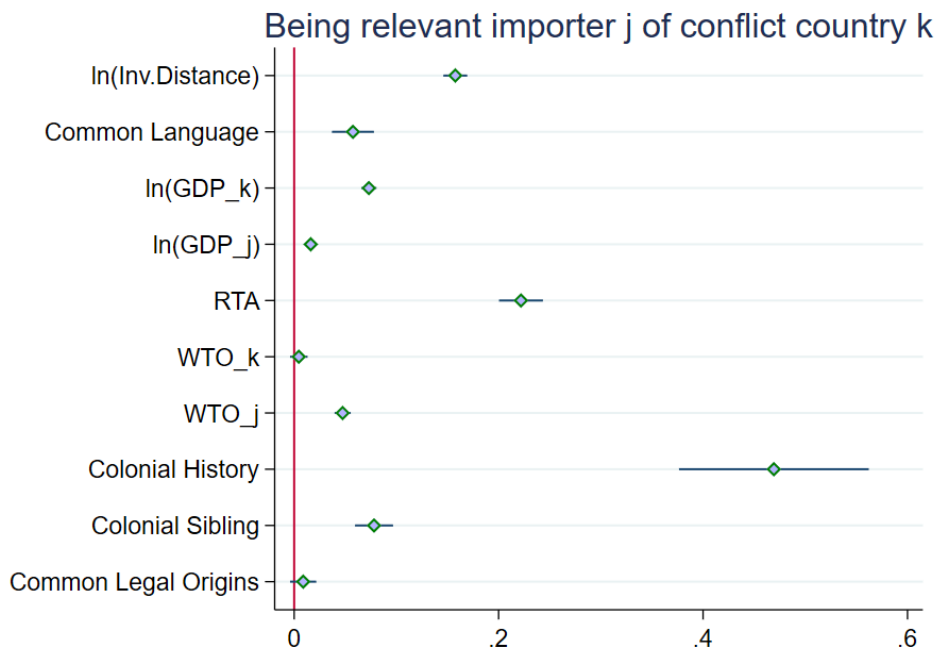 Being relevant importer j of conflict country k
ln(Inv.Distance)
Common Language
ln(GDP_k)
ln(GDP_j)
RTA
WTO_k
WTO_j
Colonial History
Colonial Sibling
Common Legal Origins
0 .2 .4 .6